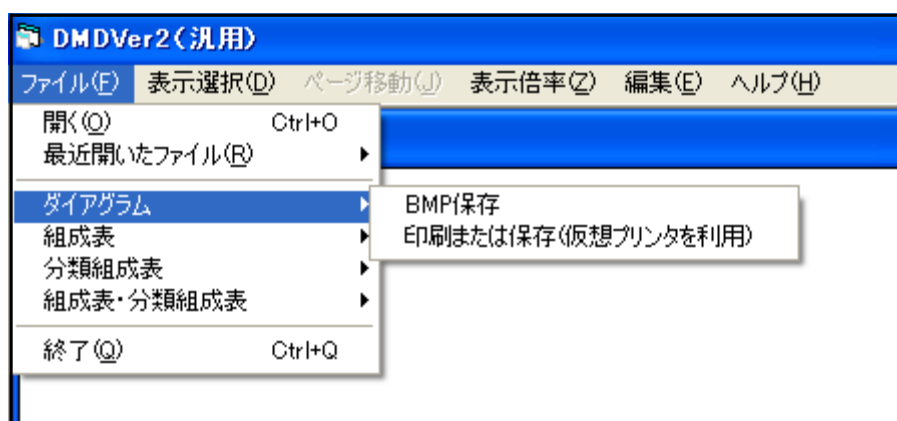 DMDVer2(汎用)
ファイル(F) 表示選択(D) ページ移動(J) 表示倍率(Z) 編集(E) ヘルプ(H)
開く(O) Ctrl+O
最近開いたファイル(R)
ダイアグラム
BMP保存
印刷または保存(仮想プリンタを利用)
組成表
分類組成表
組成表・分類組成表
終了(Q) Ctrl+Q